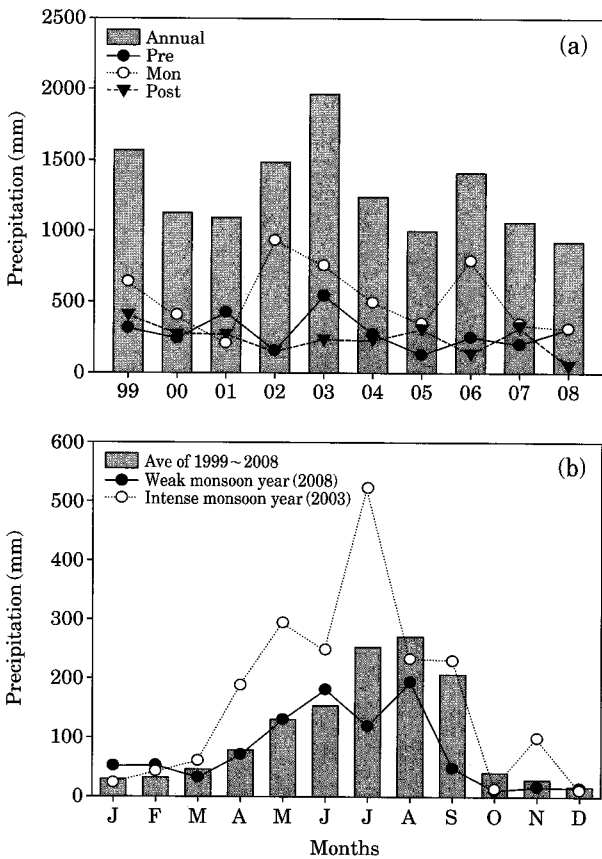 2500
2000
1500
1000
500
0
Precipitation (mm)
Annual
Pre
Mon
Post
(a)
99 00 01 02 03 04 05 06 07 08
600
500
400
300
200
100
0
Precipitation (mm)
Ave of 1999~2008
Weak monsoon year (2008)
Intense monsoon year (2003)
(b)
J F M A M J J A S O N D
Months